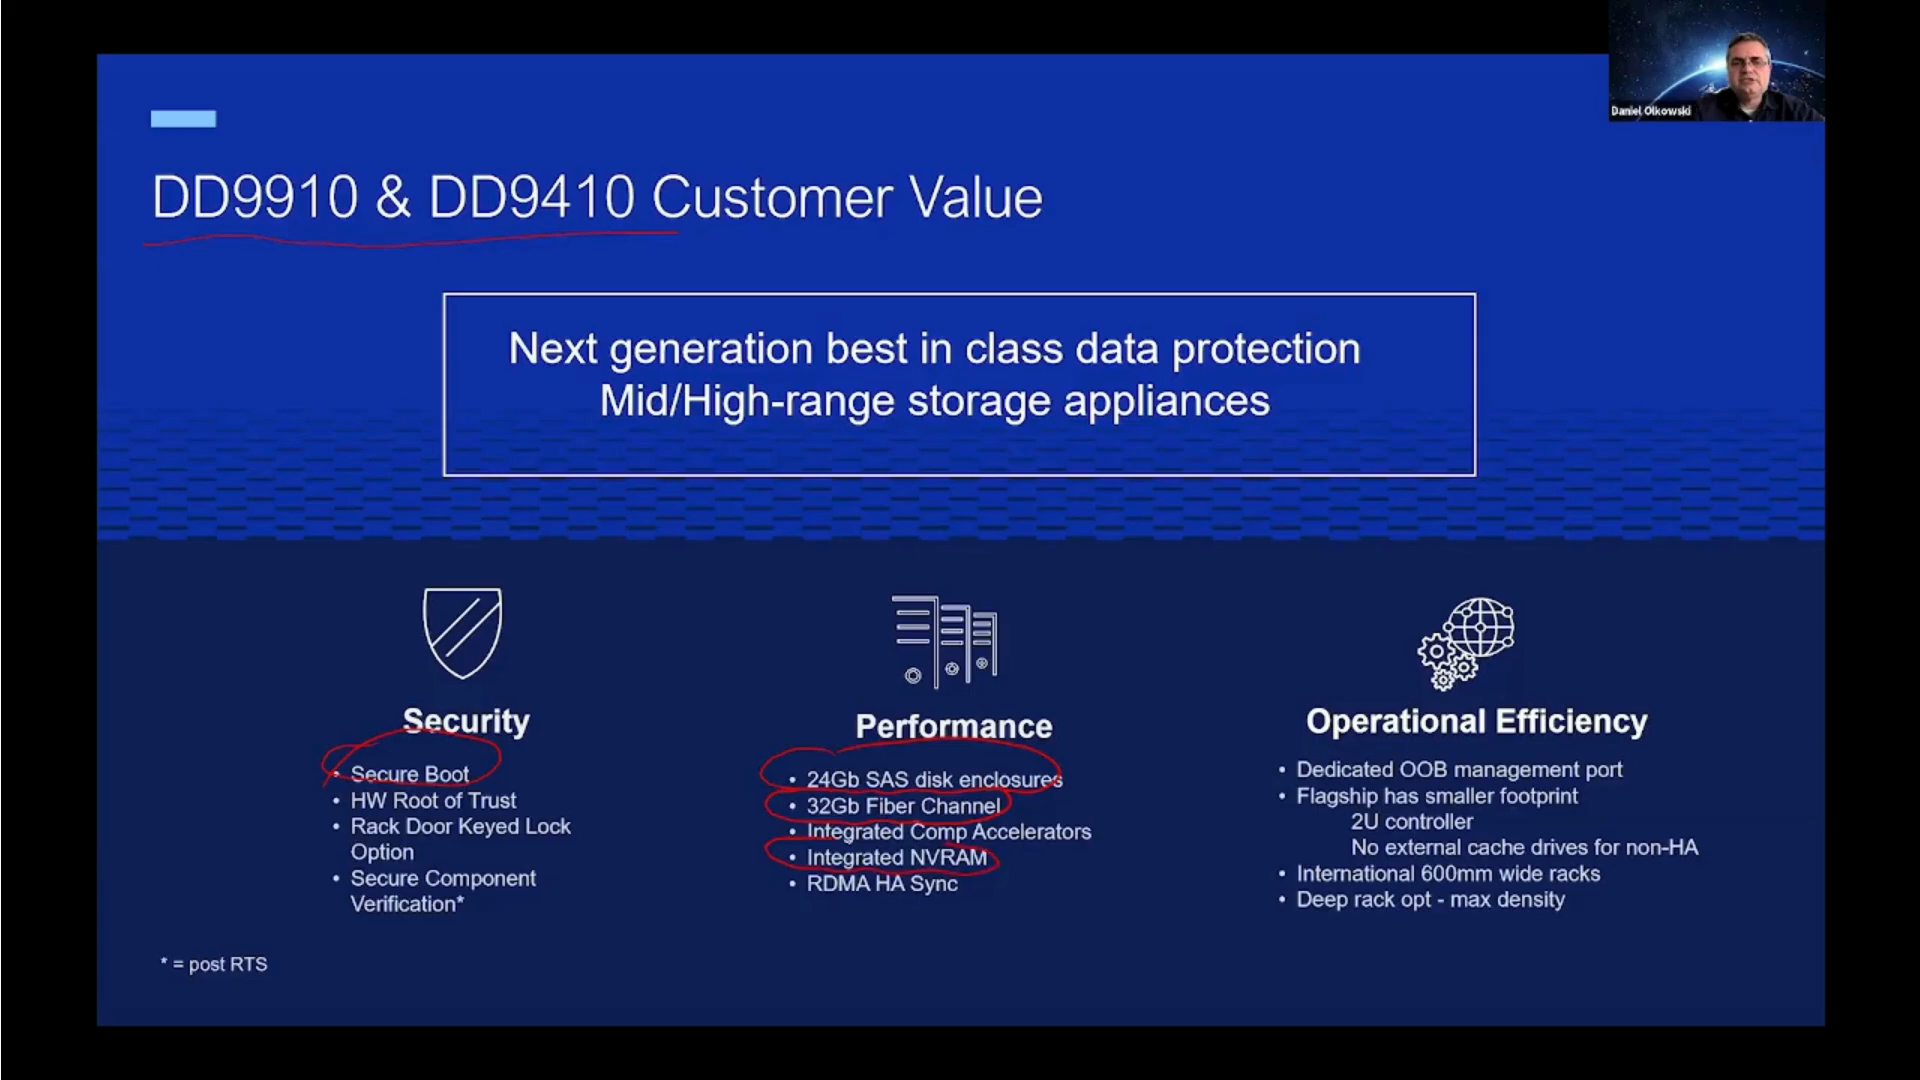 Daniel Olkowski
DD9910 & DD9410 Customer Value
Next generation best in class data protection
Mid/High-range storage appliances
Security
• Secure Boot
• HW Root of Trust
• Rack Door Keyed Lock
Option
• Secure Component
Verification*
Performance
• 24Gb SAS disk enclosures
• 32Gb Fiber Channel
• Integrated Comp Accelerators
• Integrated NVRAM
• RDMA HA Sync
Operational Efficiency
• Dedicated OOB management port
• Flagship has smaller footprint
2U controller
No external cache drives for non-HA
• International 600mm wide racks
• Deep rack opt - max density
* = post RTS